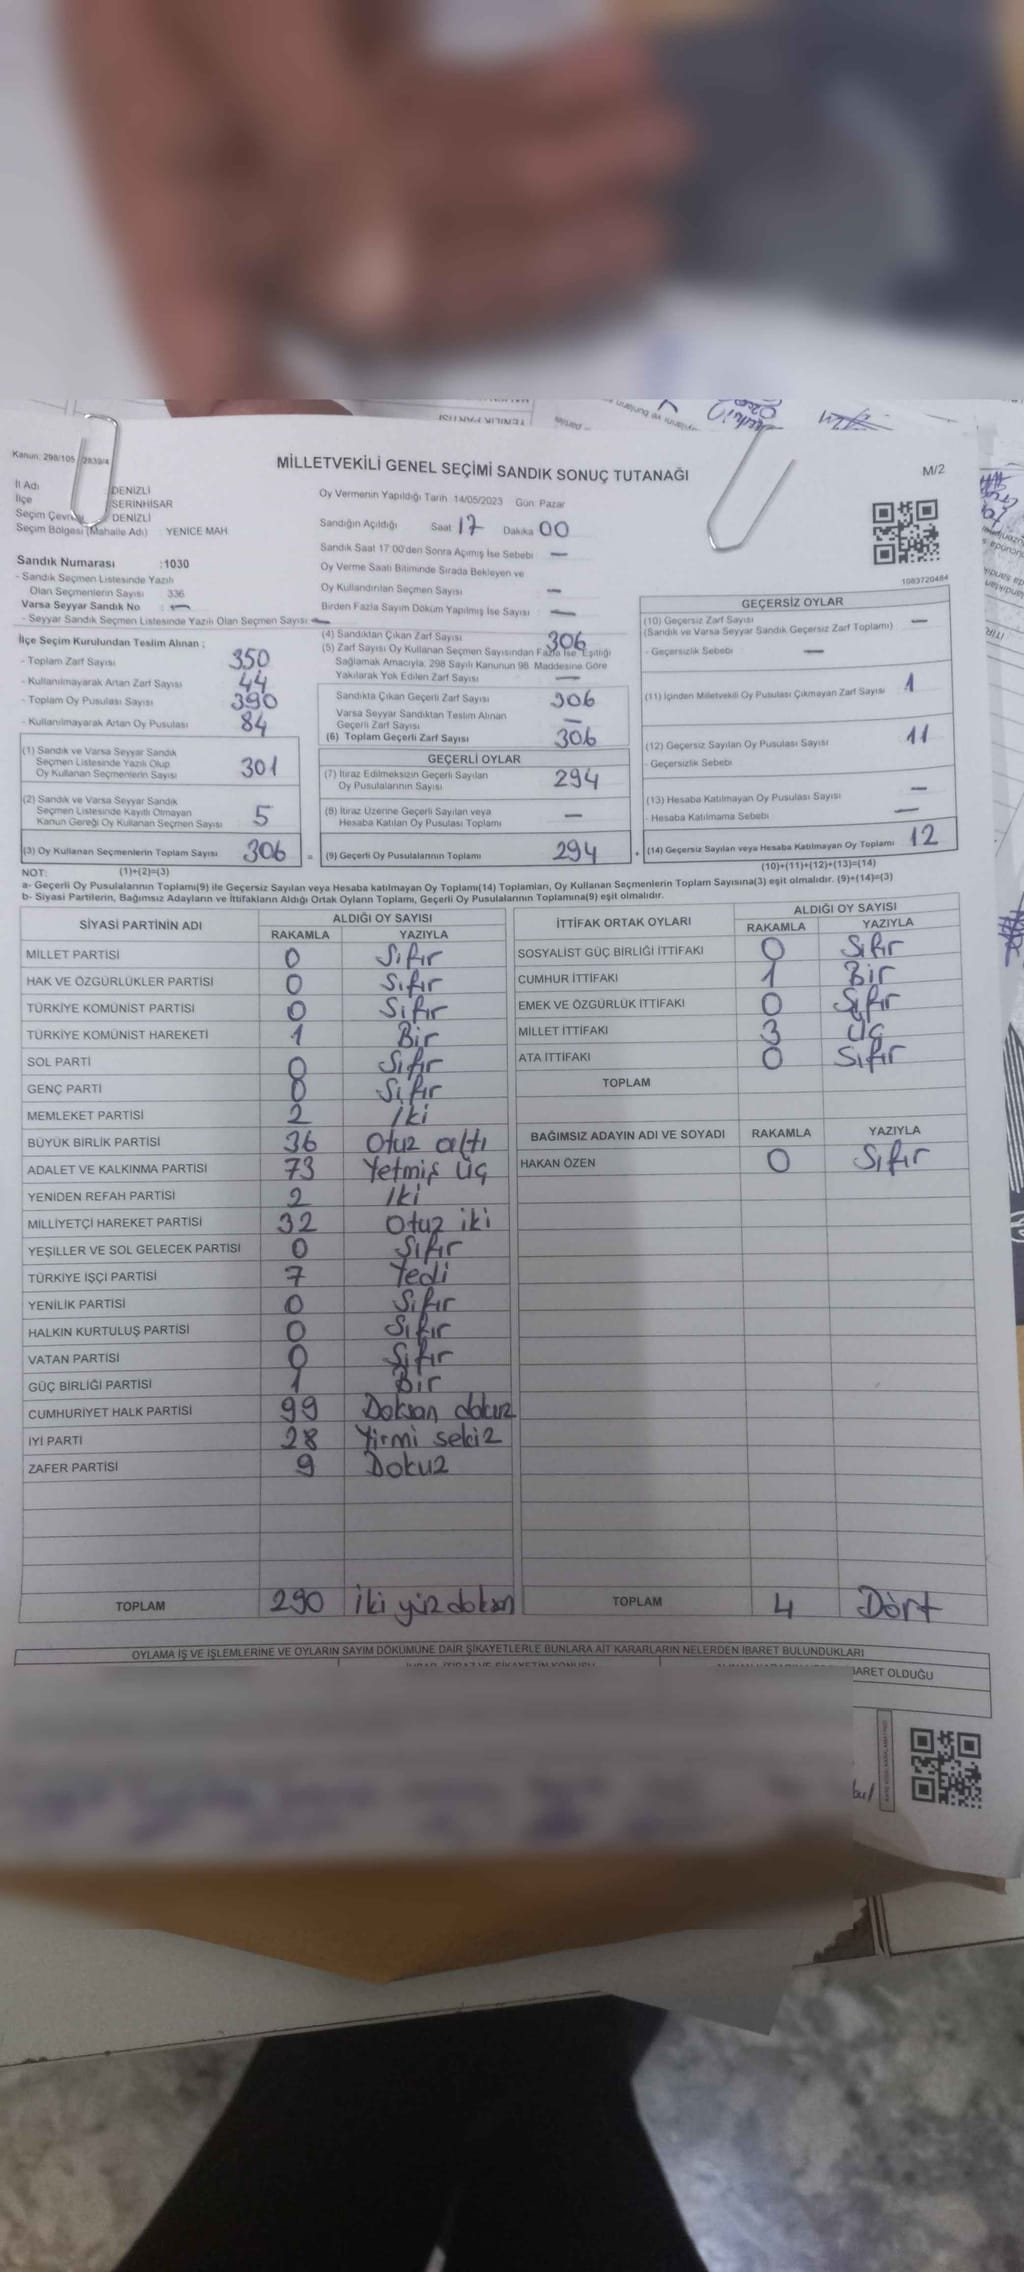 MİLLETVEKİLİ GENEL SEÇİMİ SANDIK SONUÇ TUTANAĞI
M/2
Kanun: 298/105 2839/4
İl Adı : DENİZLİ
İlçe : SERİNHİSAR
Seçim Çevresi : DENİZLİ
Seçim Bölgesi (Mahalle Adı) : YENİCE MAH
Sandık Numarası :1030
- Sandık Seçmen Listesinde Yazılı
Olan Seçmenlerin Sayısı 336
Varsa Seyyar Sandık No : —
- Seyyar Sandık Seçmen Listesinde Yazılı Olan Seçmen Sayısı: —
İlçe Seçim Kurulundan Teslim Alınan ;
- Toplam Zarf Sayısı 350
- Kullanılmayarak Artan Zarf Sayısı 44
- Toplam Oy Pusulası Sayısı 390
- Kullanılmayarak Artan Oy Pusulası 84
(1) Sandık ve Varsa Seyyar Sandık
Seçmen Listesinde Yazılı Olup
Oy Kullanan Seçmenlerin Sayısı 301
(2) Sandık ve Varsa Seyyar Sandık
Seçmen Listesinde Kayıtlı Olmayan
Kanun Gereği Oy Kullanan Seçmen Sayısı 5
(3) Oy Kullanan Seçmenlerin Toplam Sayısı 306 =
Oy Vermenin Yapıldığı Tarih: 14/05/2023 Gün: Pazar
Sandığın Açıldığı Saat 17 Dakika 00
Sandık Saat 17:00'den Sonra Açılmış İse Sebebi —
Oy Verme Saati Bitiminde Sırada Bekleyen ve
Oy Kullandırılan Seçmen Sayısı —
Birden Fazla Sayım Döküm Yapılmış İse Sayısı —
(4) Sandıktan Çıkan Zarf Sayısı 306
(5) Zarf Sayısı Oy Kullanan Seçmen Sayısından Fazla İse Eşitliği
Sağlamak Amacıyla, 298 Sayılı Kanunun 98. Maddesine Göre
Yakılarak Yok Edilen Zarf Sayısı —
Sandıkta Çıkan Geçerli Zarf Sayısı 306
Varsa Seyyar Sandıktan Teslim Alınan
Geçerli Zarf Sayısı —
(6) Toplam Geçerli Zarf Sayısı 306
GEÇERLİ OYLAR
(7) İtiraz Edilmeksizin Geçerli Sayılan
Oy Pusulalarının Sayısı 294
(8) İtiraz Üzerine Geçerli Sayılan veya
Hesaba Katılan Oy Pusulası Toplamı —
(9) Geçerli Oy Pusulalarının Toplamı 294 +
1083720484
GEÇERSİZ OYLAR
(10) Geçersiz Zarf Sayısı —
(Sandık ve Varsa Seyyar Sandık Geçersiz Zarf Toplamı)
- Geçersizlik Sebebi —
(11) İçinden Milletvekili Oy Pusulası Çıkmayan Zarf Sayısı 1
(12) Geçersiz Sayılan Oy Pusulası Sayısı 11
- Geçersizlik Sebebi
(13) Hesaba Katılmayan Oy Pusulası Sayısı —
- Hesaba Katılmama Sebebi —
(14) Geçersiz Sayılan veya Hesaba Katılmayan Oy Toplamı 12
NOT: (1)+(2)=(3)
(10)+(11)+(12)+(13)=(14)
a- Geçerli Oy Pusulalarının Toplamı(9) ile Geçersiz Sayılan veya Hesaba katılmayan Oy Toplamı(14) Toplamları, Oy Kullanan Seçmenlerin Toplam Sayısına(3) eşit olmalıdır. (9)+(14)=(3)
b- Siyasi Partilerin, Bağımsız Adayların ve İttifakların Aldığı Ortak Oyların Toplamı, Geçerli Oy Pusulalarının Toplamına(9) eşit olmalıdır.
SİYASİ PARTİNİN ADI ALDIĞI OY SAYISI
RAKAMLA YAZIYLA
MİLLET PARTİSİ 0 Sıfır
HAK VE ÖZGÜRLÜKLER PARTİSİ 0 Sıfır
TÜRKİYE KOMÜNİST PARTİSİ 0 Sıfır
TÜRKİYE KOMÜNİST HAREKETİ 1 Bir
SOL PARTİ 0 Sıfır
GENÇ PARTİ 0 Sıfır
MEMLEKET PARTİSİ 2 İki
BÜYÜK BİRLİK PARTİSİ 36 Otuz altı
ADALET VE KALKINMA PARTİSİ 73 Yetmiş üç
YENİDEN REFAH PARTİSİ 2 İki
MİLLİYETÇİ HAREKET PARTİSİ 32 Otuz iki
YEŞİLLER VE SOL GELECEK PARTİSİ 0 Sıfır
TÜRKİYE İŞÇİ PARTİSİ 7 Yedi
YENİLİK PARTİSİ 0 Sıfır
HALKIN KURTULUŞ PARTİSİ 0 Sıfır
VATAN PARTİSİ 0 Sıfır
GÜÇ BİRLİĞİ PARTİSİ 1 Bir
CUMHURİYET HALK PARTİSİ 99 Doksan dokuz
İYİ PARTİ 28 Yirmi sekiz
ZAFER PARTİSİ 9 Dokuz
TOPLAM 290 İki yüz doksan
İTTİFAK ORTAK OYLARI ALDIĞI OY SAYISI
RAKAMLA YAZIYLA
SOSYALİST GÜÇ BİRLİĞİ İTTİFAKI 0 Sıfır
CUMHUR İTTİFAKI 1 Bir
EMEK VE ÖZGÜRLÜK İTTİFAKI 0 Sıfır
MİLLET İTTİFAKI 3 Üç
ATA İTTİFAKI 0 Sıfır
TOPLAM
BAĞIMSIZ ADAYIN ADI VE SOYADI RAKAMLA YAZIYLA
HAKAN ÖZEN 0 Sıfır
TOPLAM 4 Dört
OYLAMA İŞ VE İŞLEMLERİNE VE OYLARIN SAYIM DÖKÜMÜNE DAİR ŞİKAYETLERLE BUNLARA AİT KARARLARIN NELERDEN İBARET BULUNDUKLARI
İBARET OLDUĞU